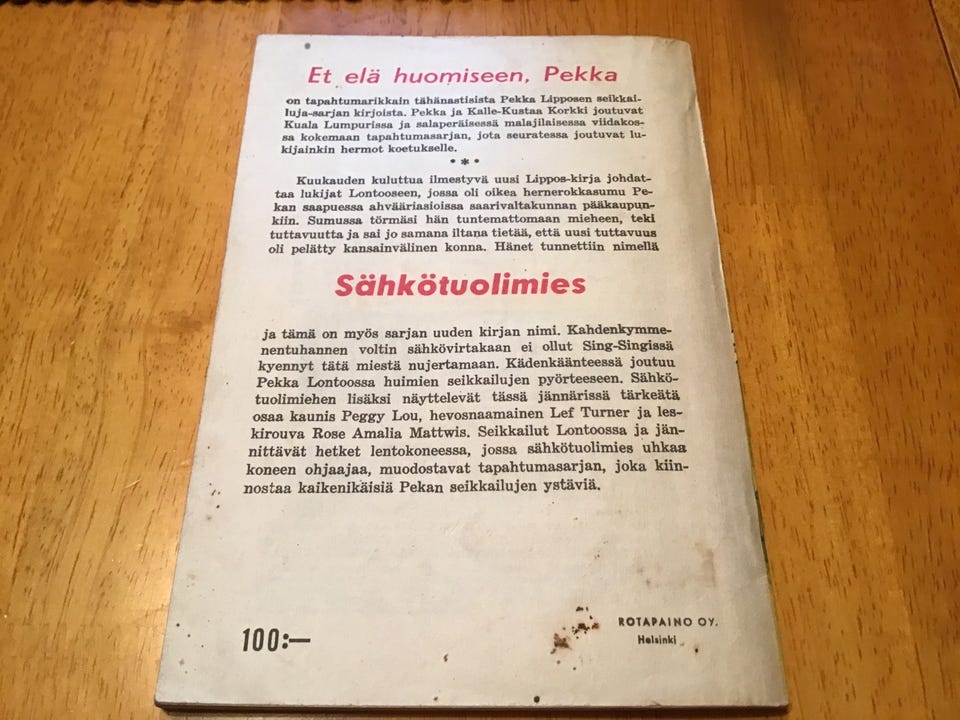 Et elä huomiseen, Pekka
on tapahtumarikkain tähänastisista Pekka Lipposen seikkai-
luja-sarjan kirjoista. Pekka ja Kalle-Kustaa Korkki joutuvat
Kuala Lumpurissa ja salaperäisessä malajilaisessa viidakos-
sa kokemaan tapahtumasarjan, jota seuratessa joutuvat lu-
kijainkin hermot koetukselle.
* * *
Kuukauden kuluttua ilmestyvä uusi Lippos-kirja johdat-
taa lukijat Lontooseen, jossa oli oikea hernerokkasumu Pe-
kan saapuessa ahvääriasioissa saarivaltakunnan pääkaupun-
kiin. Sumussa törmäsi hän tuntemattomaan mieheen, teki
tuttavuutta ja sai jo samana iltana tietää, että uusi tuttavuus
oli pelätty kansainvälinen konna. Hänet tunnettiin nimellä
Sähkötuolimies
ja tämä on myös sarjan uuden kirjan nimi. Kahdenkymme-
nentuhannen voltin sähkövirtakaan ei ollut Sing-Singissä
kyennyt tätä miestä nujertamaan. Kädenkäänteessä joutuu
Pekka Lontoossa huimien seikkailujen pyörteeseen. Sähkö-
tuolimiehen lisäksi näyttelevät tässä jännärissä tärkeätä
osaa kaunis Peggy Lou, hevosnaamainen Lef Turner ja les-
kirouva Rose Amalia Mattwis. Seikkailut Lontoossa ja jän-
nittävät hetket lentokoneessa, jossa sähkötuolimies uhkaa
koneen ohjaajaa, muodostavat tapahtumasarjan, joka kiin-
nostaa kaikenikäisiä Pekan seikkailujen ystäviä.
100:—
ROTAPAINO OY.
Helsinki